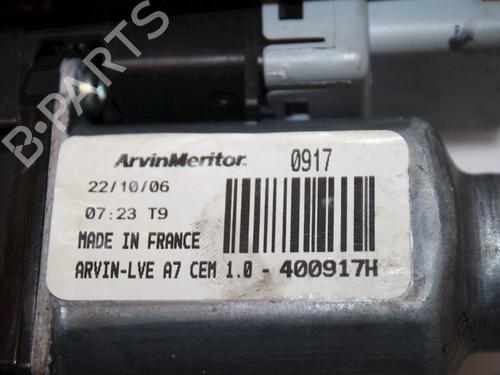 B-PARTS
ArvinMeritor. 0917
22/10/06
07:23 T9
MADE IN FRANCE
ARVIN-LVE A7 CEM 1.0 - 400917H